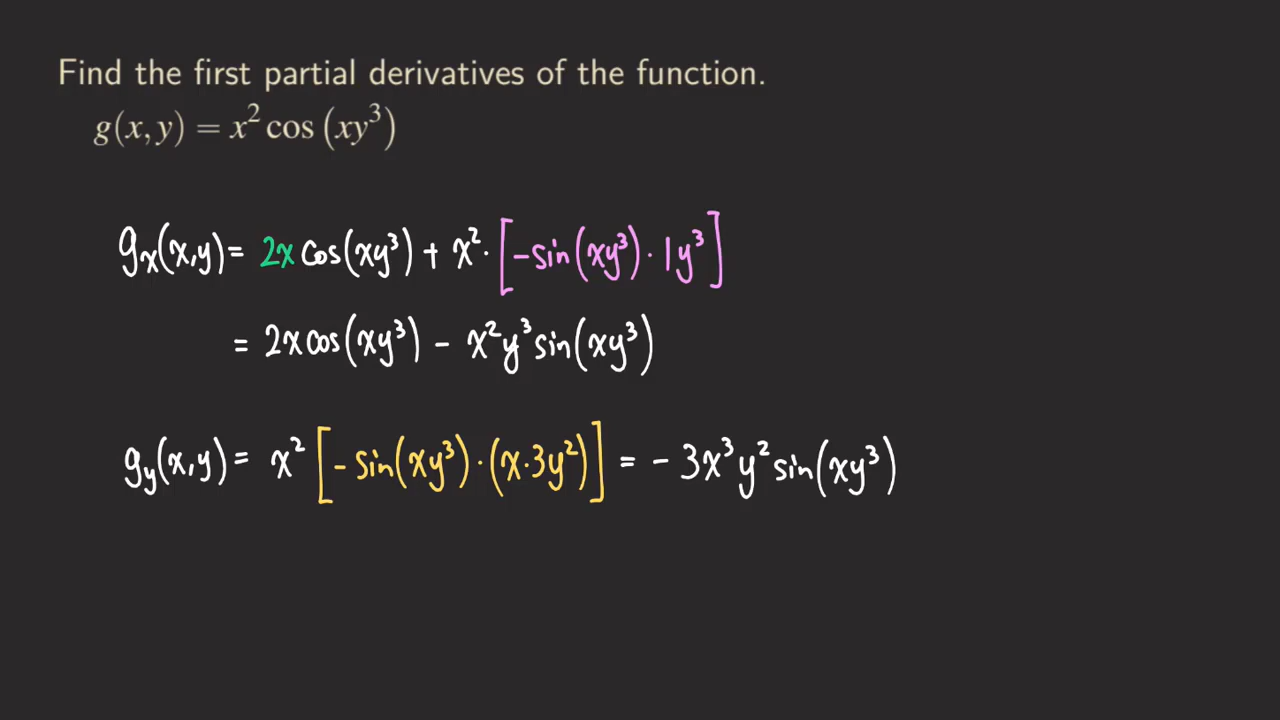 Find the first partial derivatives of the function.
g(x, y) = x² cos (xy³)
gₓ(x,y) = 2x cos(xy³) + x² · [-sin(xy³) · 1y³]
= 2x cos(xy³) - x²y³ sin(xy³)
g_y(x,y) = x² [-sin(xy³) · (x·3y²)] = -3x³y² sin(xy³)